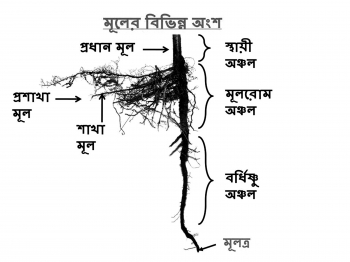 মূলের বিভিন্ন অংশ
প্রধান মূল
স্থায়ী
অঞ্চল
মূলরোম
অঞ্চল
প্রশাখা
মূল
শাখা
মূল
বর্ধিষ্ণু
অঞ্চল
মূলত্র